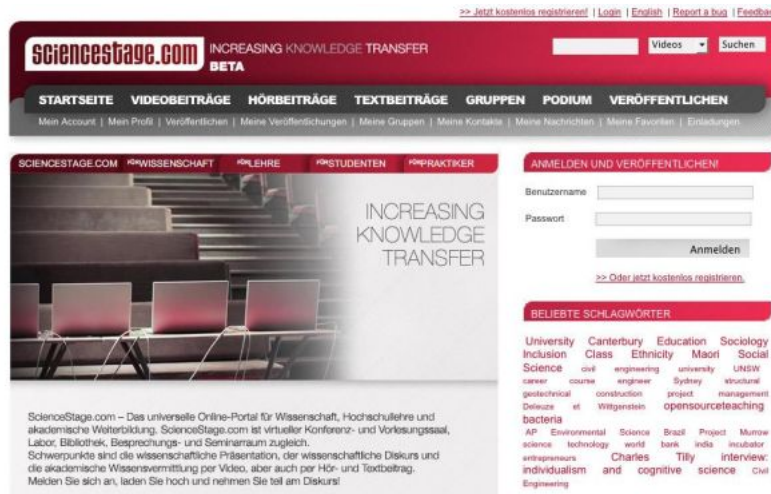 >> Jetzt kostenlos registrieren! | Login | English | Report a bug | Feedba
sciencestage.com INCREASING KNOWLEDGE TRANSFER
BETA
Videos Suchen
STARTSEITE VIDEOBEITRÄGE HÖRBEITRÄGE TEXTBEITRÄGE GRUPPEN PODIUM VERÖFFENTLICHEN
Mein Account | Mein Profil | Veröffentlichen | Meine Veröffentlichungen | Meine Gruppen | Meine Kontakte | Meine Nachrichten | Meine Favoriten | Einladungen
SCIENCESTAGE.COM FÜR WISSENSCHAFT FÜR LEHRE FÜR STUDENTEN FÜR PRAKTIKER
INCREASING
KNOWLEDGE
TRANSFER
ScienceStage.com – Das universelle Online-Portal für Wissenschaft, Hochschullehre und
akademische Weiterbildung. ScienceStage.com ist virtueller Konferenz- und Vorlesungssaal,
Labor, Bibliothek, Besprechungs- und Seminarraum zugleich.
Schwerpunkte sind die wissenschaftliche Präsentation, der wissenschaftliche Diskurs und
die akademische Wissensvermittlung per Video, aber auch per Hör- und Textbeitrag.
Melden Sie sich an, laden Sie hoch und nehmen Sie teil am Diskurs!
ANMELDEN UND VERÖFFENTLICHEN!
Benutzername
Passwort
Anmelden
>> Oder jetzt kostenlos registrieren.
BELIEBTE SCHLAGWÖRTER
University Canterbury Education Sociology
Inclusion Class Ethnicity Maori Social
Science civil engineering university UNSW
career course engineer Sydney structural
geotechnical construction project management
Deleuze et Wittgenstein opensourceteaching
bacteria
AP Environmental Science Brazil Project Murrow
science technology world bank india incubator
entrepreneurs Charles Tilly interview:
individualism and cognitive science Civil
Engineering